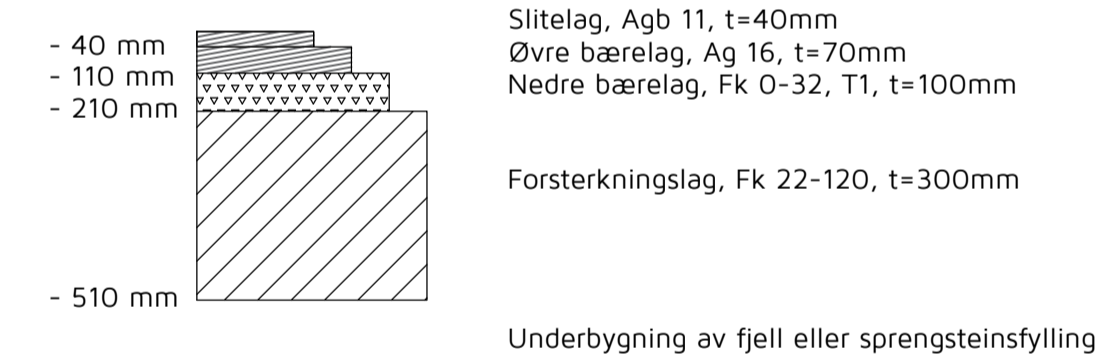 Slitelag, Agb 11, t=40mm
- 40 mm
Øvre bærelag, Ag 16, t=70mm
- 110 mm
Nedre bærelag, Fk 0-32, T1, t=100mm
- 210 mm
Forsterkningslag, Fk 22-120, t=300mm
- 510 mm
Underbygning av fjell eller sprengsteinsfylling